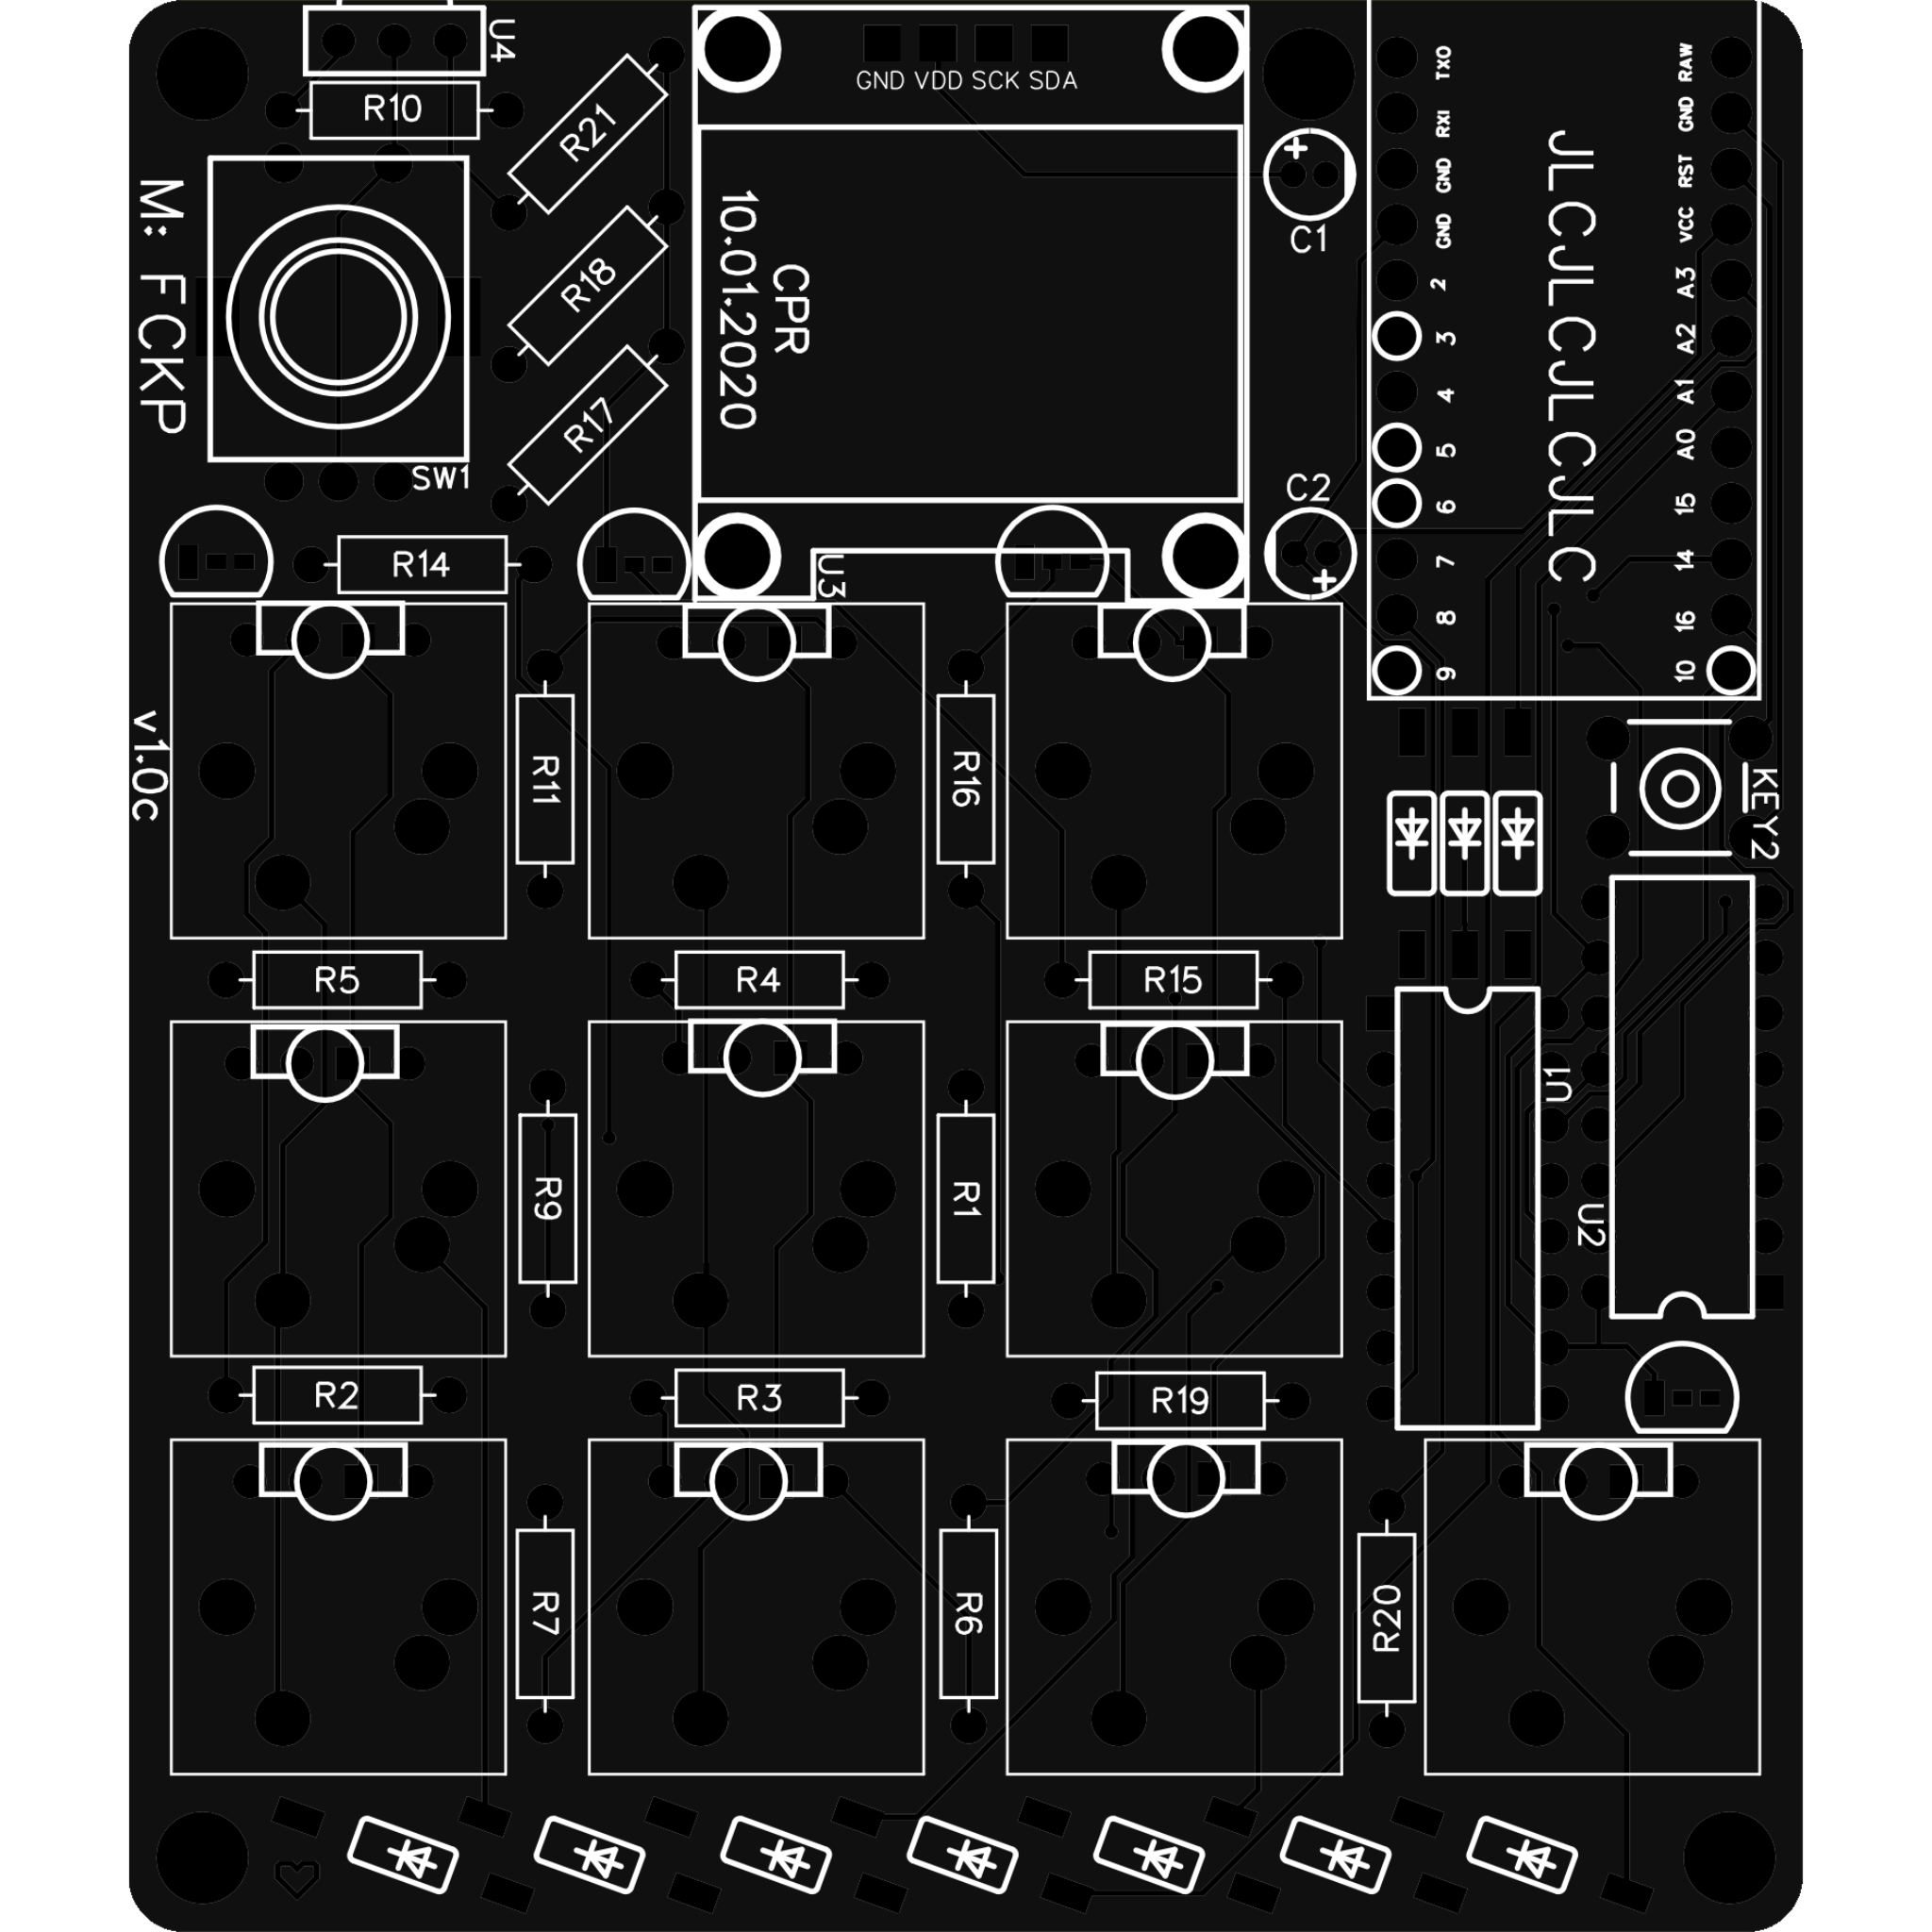 U4
GND VDD SCK SDA
R10
R21
TXO
RAW
RXI
GND
GND
RST
GND
VCC
2
A3
3
A2
4
A1
5
A0
6
15
7
14
8
16
9
10
JLCJLCJLCJLC
C1
M: FCKP
R18
10.01.2020
CPR
R17
SW1
C2
R14
U3
v1.0c
R11
R16
KEY2
R5
R4
R15
U1
R9
R1
U2
R2
R3
R19
R7
R6
R20